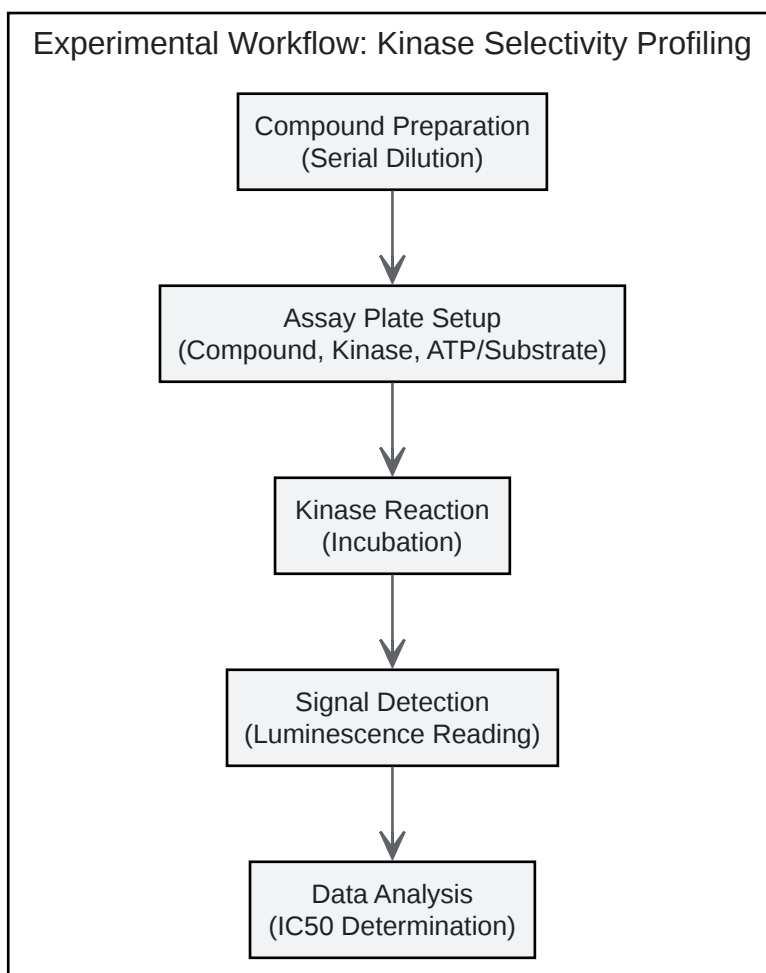 Experimental Workflow: Kinase Selectivity Profiling
Compound Preparation
(Serial Dilution)
Assay Plate Setup
(Compound, Kinase, ATP/Substrate)
Kinase Reaction
(Incubation)
Signal Detection
(Luminescence Reading)
Data Analysis
(IC50 Determination)